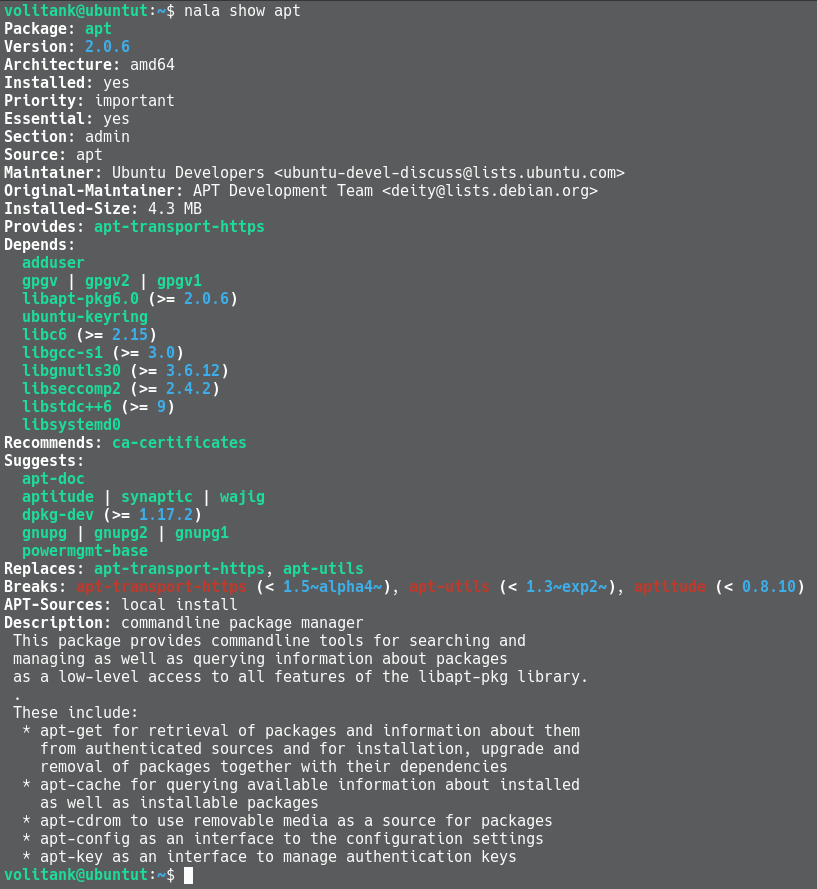 volitank@ubuntut:~$ nala show apt
Package: apt
Version: 2.0.6
Architecture: amd64
Installed: yes
Priority: important
Essential: yes
Section: admin
Source: apt
Maintainer: Ubuntu Developers <ubuntu-devel-discuss@lists.ubuntu.com>
Original-Maintainer: APT Development Team <deity@lists.debian.org>
Installed-Size: 4.3 MB
Provides: apt-transport-https
Depends:
  adduser
  gpgv | gpgv2 | gpgv1
  libapt-pkg6.0 (>= 2.0.6)
  ubuntu-keyring
  libc6 (>= 2.15)
  libgcc-s1 (>= 3.0)
  libgnutls30 (>= 3.6.12)
  libseccomp2 (>= 2.4.2)
  libstdc++6 (>= 9)
  libsystemd0
Recommends: ca-certificates
Suggests:
  apt-doc
  aptitude | synaptic | wajig
  dpkg-dev (>= 1.17.2)
  gnupg | gnupg2 | gnupg1
  powermgmt-base
Replaces: apt-transport-https, apt-utils
Breaks: apt-transport-https (< 1.5~alpha4~), apt-utils (< 1.3~exp2~), aptitude (< 0.8.10)
APT-Sources: local install
Description: commandline package manager
 This package provides commandline tools for searching and
 managing as well as querying information about packages
 as a low-level access to all features of the libapt-pkg library.
 .
 These include:
  * apt-get for retrieval of packages and information about them
    from authenticated sources and for installation, upgrade and
    removal of packages together with their dependencies
  * apt-cache for querying available information about installed
    as well as installable packages
  * apt-cdrom to use removable media as a source for packages
  * apt-config as an interface to the configuration settings
  * apt-key as an interface to manage authentication keys
volitank@ubuntut:~$